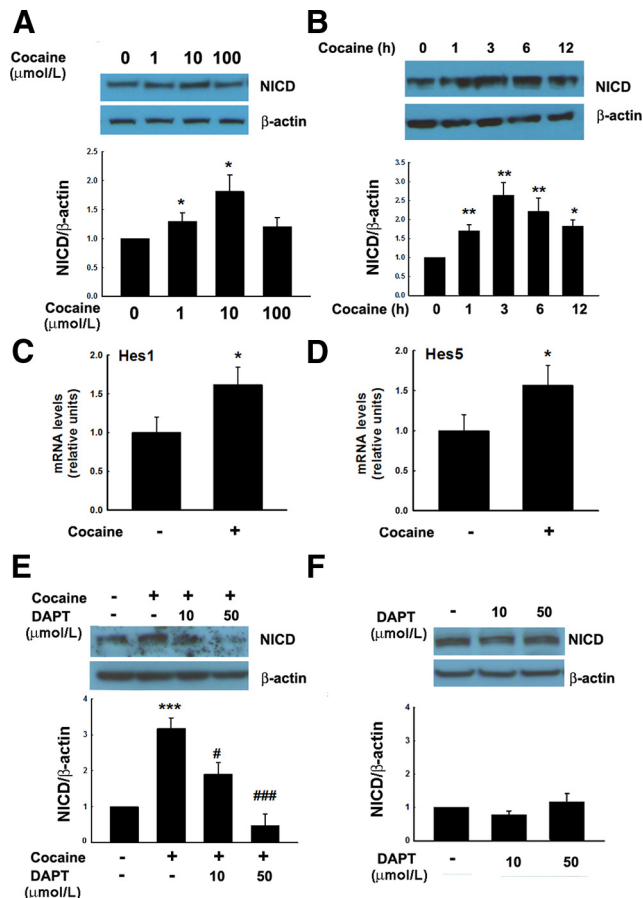 A
Cocaine
(μmol/L)
0 1 10 100
NICD
β-actin
NICD/β-actin
2.5
2.0
1.5
1.0
0.5
0.0
* *
0 1 10 100
Cocaine
(μmol/L)
B
Cocaine (h) 0 1 3 6 12
NICD
β-actin
NICD/β-actin
3.5
3.0
2.5
2.0
1.5
1.0
0.5
0.0
** ** ** *
Cocaine (h) 0 1 3 6 12
C
Hes1
mRNA levels
(relative units)
2.0
1.5
1.0
0.5
0.0
*
Cocaine - +
D
Hes5
mRNA levels
(relative units)
2.0
1.5
1.0
0.5
0.0
*
Cocaine - +
E
Cocaine - + + +
DAPT - - 10 50
(μmol/L)
NICD
β-actin
NICD/β-actin
4
3
2
1
0
*** # ###
Cocaine - + + +
DAPT - - 10 50
(μmol/L)
F
DAPT - 10 50
(μmol/L)
NICD
β-actin
NICD/β-actin
4
3
2
1
0
DAPT - 10 50
(μmol/L)